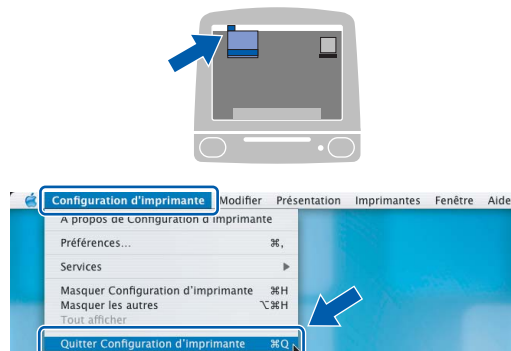 Configuration d'imprimante Modifier Présentation Imprimantes Fenêtre Aide
A propos de Configuration d'imprimante
Préférences... ⌘,
Services ▶
Masquer Configuration d'imprimante ⌘H
Masquer les autres ⌥⌘H
Tout afficher
Quitter Configuration d'imprimante ⌘Q